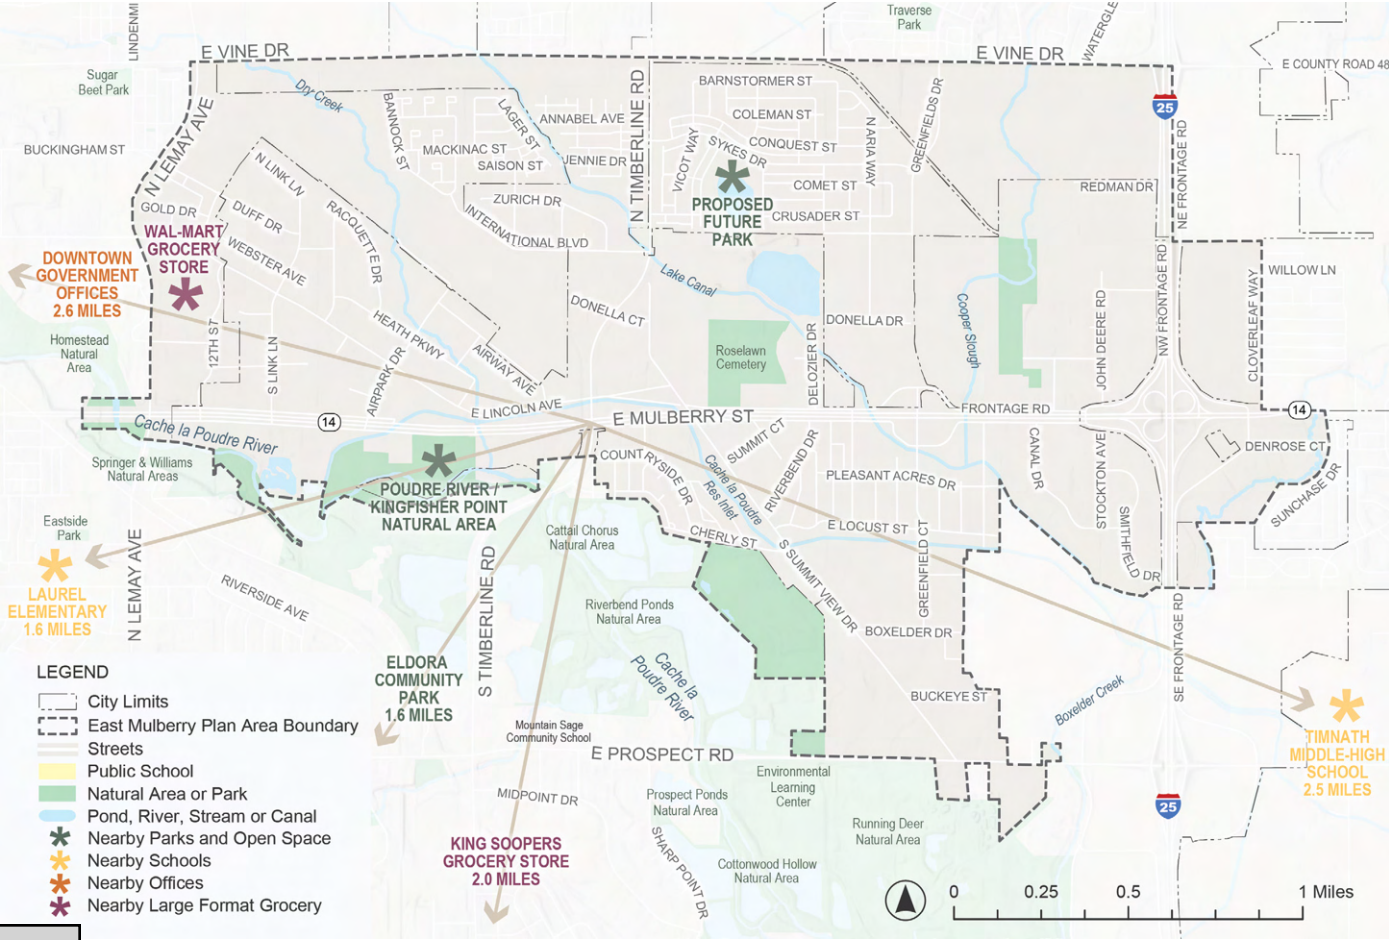 Traverse
Park
LINDENMI
WATERGLE
E VINE DR
E VINE DR
E COUNTY ROAD 48
Sugar
Beet Park
Dry Creek
BARNSTORMER ST
25
N LEMAY AVE
BANNOCK ST
LAGER ST
ANNABEL AVE
N TIMBERLINE RD
COLEMAN ST
GREENFIELDS DR
NE FRONTAGE RD
BUCKINGHAM ST
MACKINAC ST
SAISON ST
JENNIE DR
VICOT WAY
SYKES DR
CONQUEST ST
NARIA WAY
N LINK LN
COMET ST
REDMAN DR
ZURICH DR
PROPOSED
FUTURE
PARK
CRUSADER ST
GOLD DR
DUFF DR
RACQUETTE DR
INTERNATIONAL BLVD
WAL-MART
GROCERY
STORE
WEBSTER AVE
DOWNTOWN
GOVERNMENT
OFFICES
2.6 MILES
Lake Canal
WILLOW LN
NW FRONTAGE RD
CLOVERLEAF WAY
JOHN DEERE RD
Cooper Slough
DONELLA CT
DONELLA DR
DELOZIER DR
Homestead
Natural
Area
12TH ST
S LINK LN
HEATH PKWY
AIRPARK DR
AIRWAY AVE
Roselawn
Cemetery
E LINCOLN AVE
E MULBERRY ST
FRONTAGE RD
14
14
Cache la Poudre River
SUMMIT CT
DENROSE CT
Springer & Williams
Natural Areas
COUNTRYSIDE DR
Cache la Poudre
Res Inlet
RIVERBEND DR
PLEASANT ACRES DR
CANAL DR
STOCKTON AVE
SUNCHASE DR
POUDRE RIVER /
KINGFISHER POINT
NATURAL AREA
Eastside
Park
Cattail Chorus
Natural Area
CHERLY ST
E LOCUST ST
SMITHFIELD DR
N LEMAY AVE
LAUREL
ELEMENTARY
1.6 MILES
RIVERSIDE AVE
S TIMBERLINE RD
Riverbend Ponds
Natural Area
S SUMMIT VIEW DR
GREENFIELD CT
BOXELDER DR
SE FRONTAGE RD
ELDORA
COMMUNITY
PARK
1.6 MILES
Cache la
Poudre River
BUCKEYE ST
Boxelder Creek
TIMNATH
MIDDLE-HIGH
SCHOOL
2.5 MILES
Mountain Sage
Community School
E PROSPECT RD
Environmental
Learning
Center
MIDPOINT DR
Prospect Ponds
Natural Area
25
SHARP POINT DR
Running Deer
Natural Area
KING SOOPERS
GROCERY STORE
2.0 MILES
Cottonwood Hollow
Natural Area
LEGEND
City Limits
East Mulberry Plan Area Boundary
Streets
Public School
Natural Area or Park
Pond, River, Stream or Canal
Nearby Parks and Open Space
Nearby Schools
Nearby Offices
Nearby Large Format Grocery
0 0.25 0.5 1 Miles